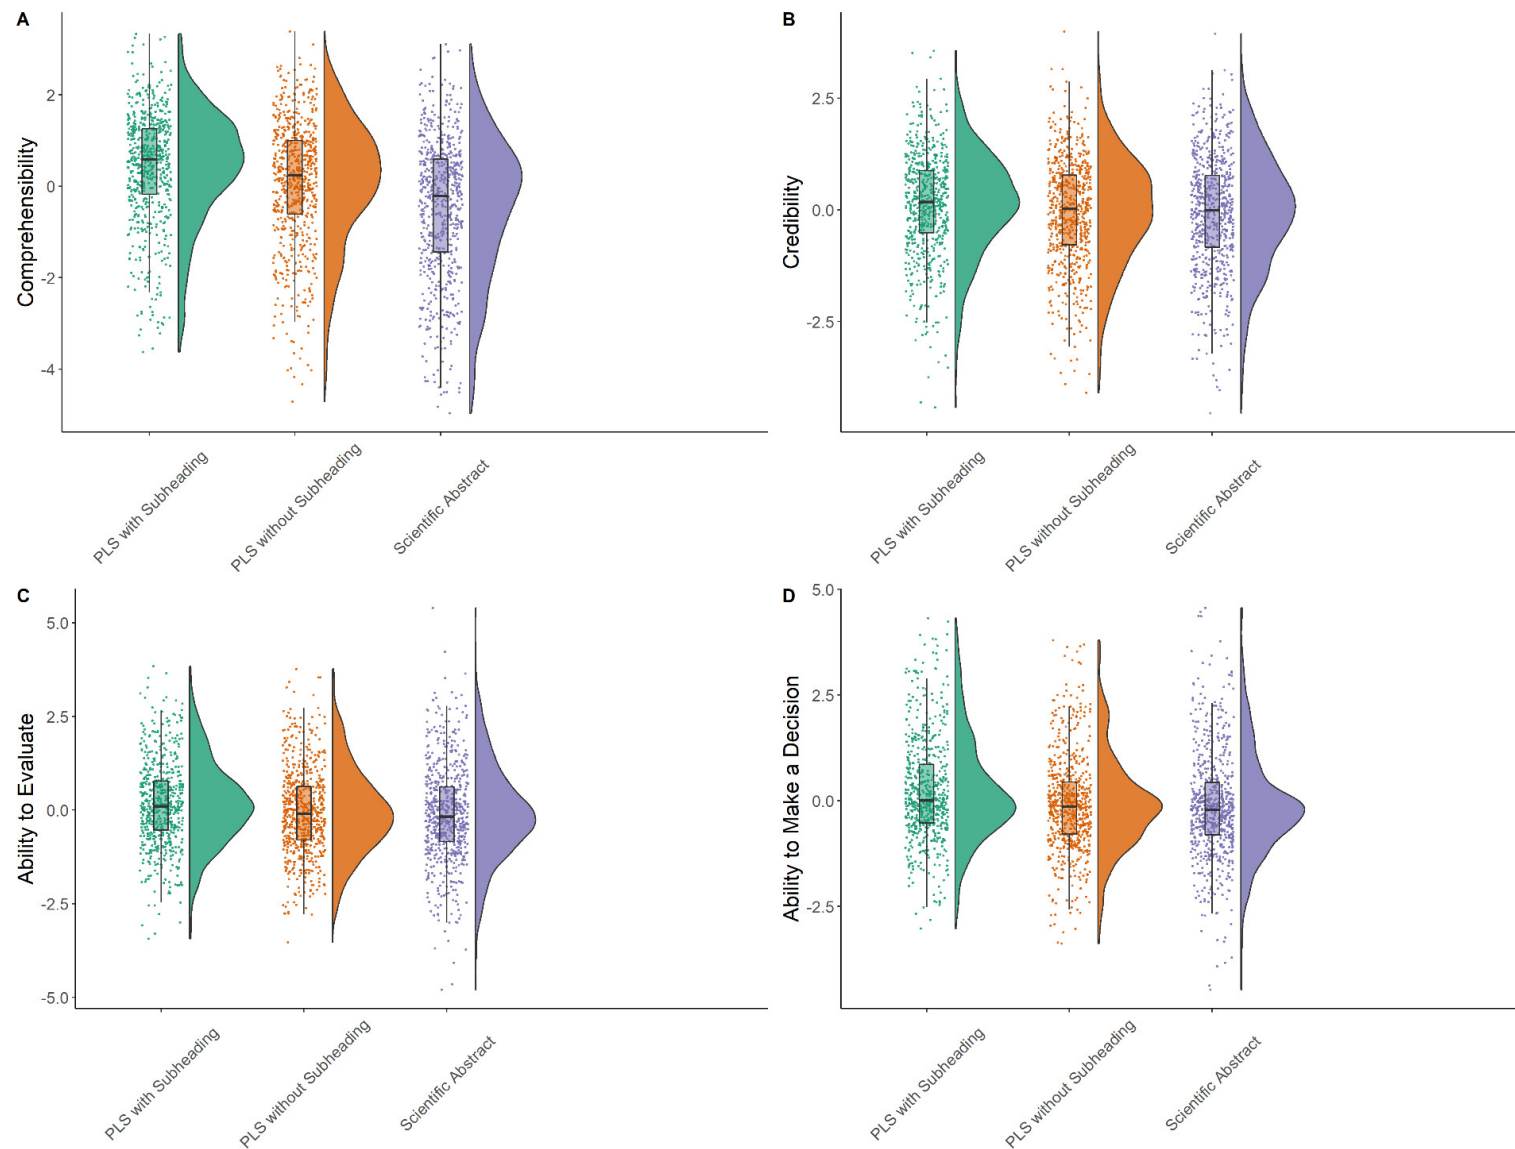 A
Comprehensibility
2
0
-2
-4
PLS with Subheading
PLS without Subheading
Scientific Abstract
B
Credibility
2.5
0.0
-2.5
PLS with Subheading
PLS without Subheading
Scientific Abstract
C
Ability to Evaluate
5.0
2.5
0.0
-2.5
-5.0
PLS with Subheading
PLS without Subheading
Scientific Abstract
D
Ability to Make a Decision
5.0
2.5
0.0
-2.5
PLS with Subheading
PLS without Subheading
Scientific Abstract